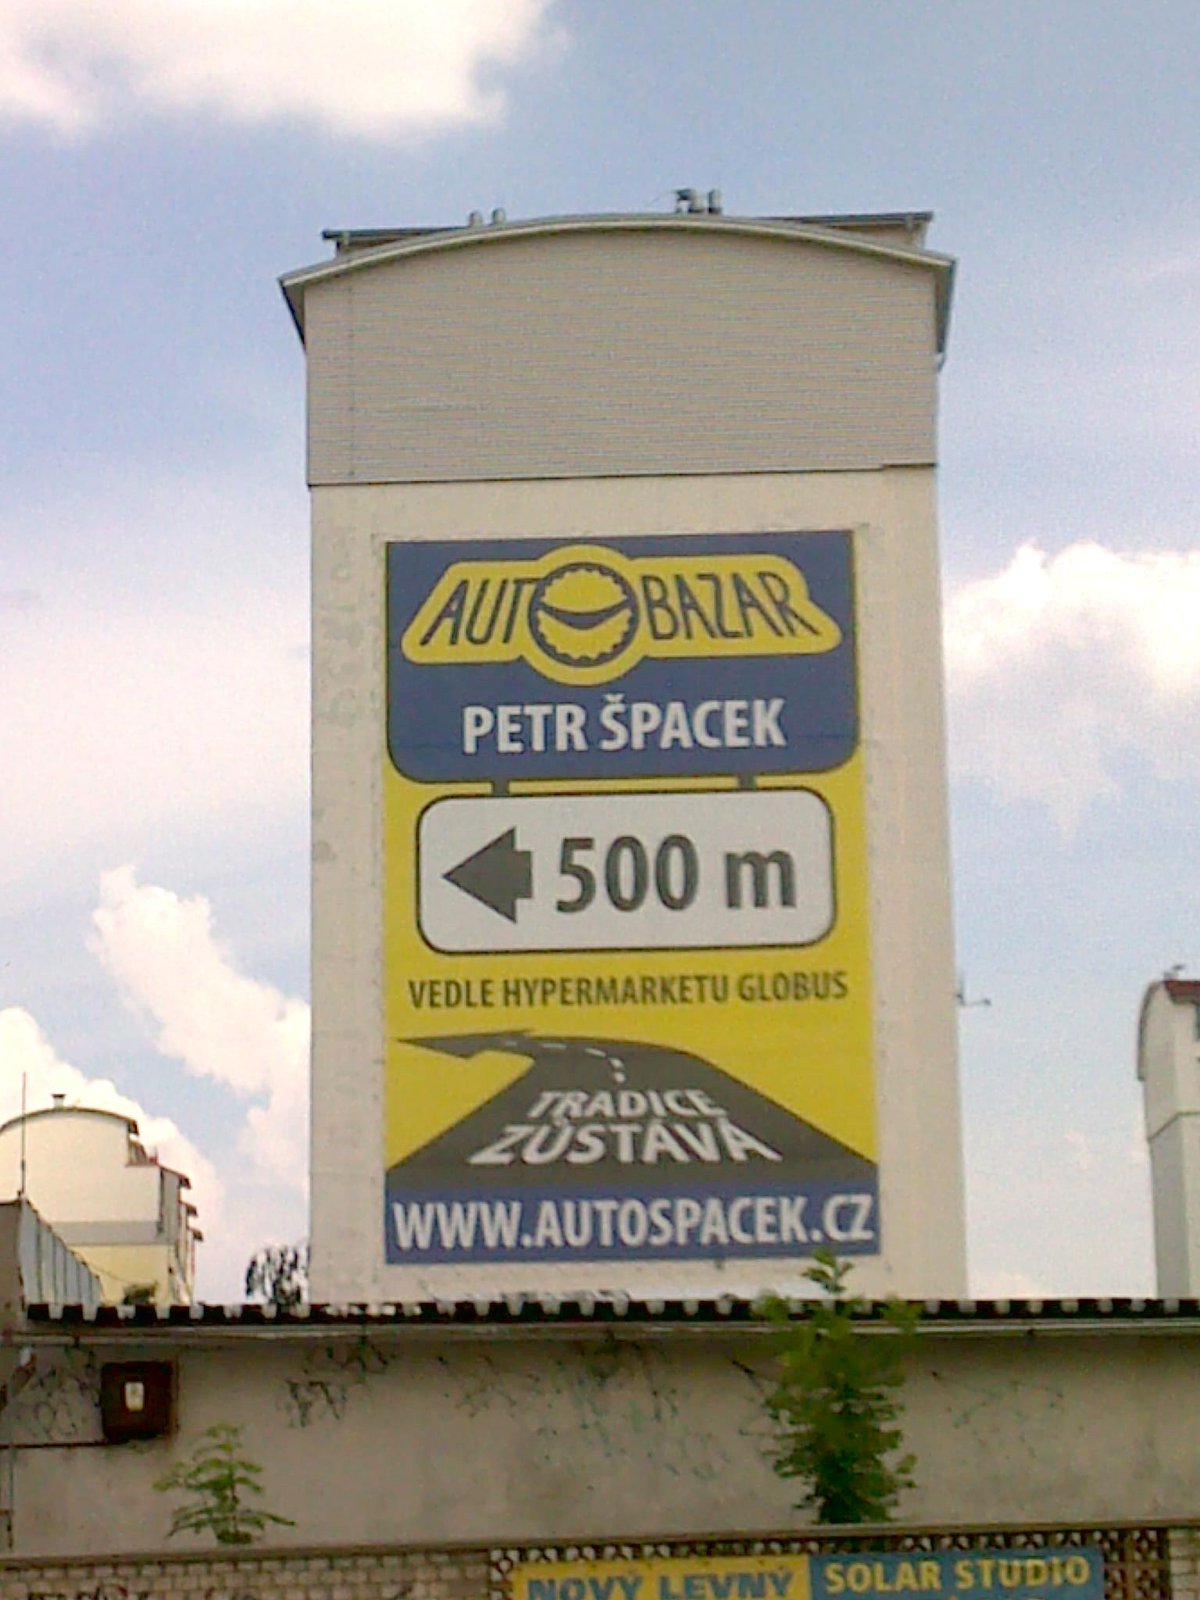 AUTOBAZAR
PETR ŠPACEK
500 m
VEDLE HYPERMARKETU GLOBUS
TRADICE
ZŮSTÁVÁ
WWW.AUTOSPACEK.CZ
NOVÝ LEVNÝ
SOLAR STUDIO